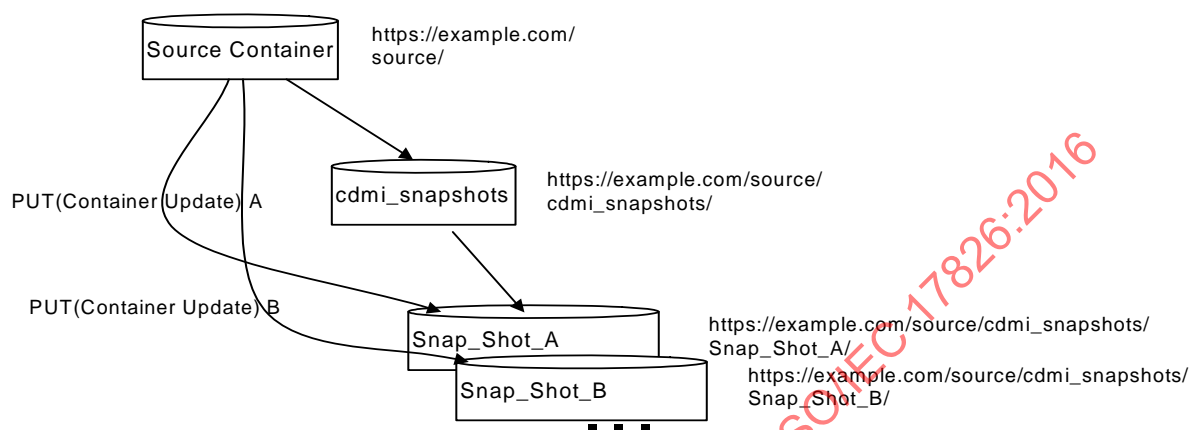 Source Container
https://example.com/
source/
cdmi_snapshots
https://example.com/source/
cdmi_snapshots/
PUT(Container Update) A
PUT(Container Update) B
Snap_Shot_A
https://example.com/source/cdmi_snapshots/
Snap_Shot_A/
Snap_Shot_B
https://example.com/source/cdmi_snapshots/
Snap_Shot_B/
SO/IEC 17826:2016